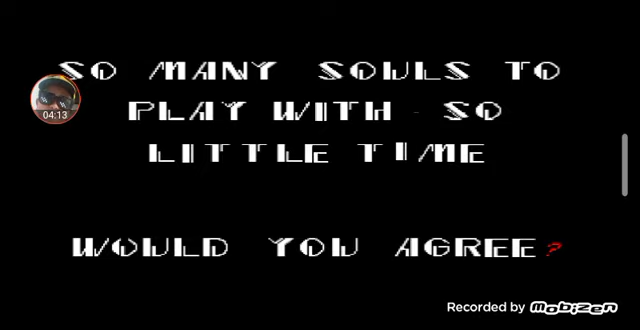 SO MANY SOULS TO
04:13
PLAY WITH - SO
LITTLE TIME
WOULD YOU AGREE?
Recorded by mobizen